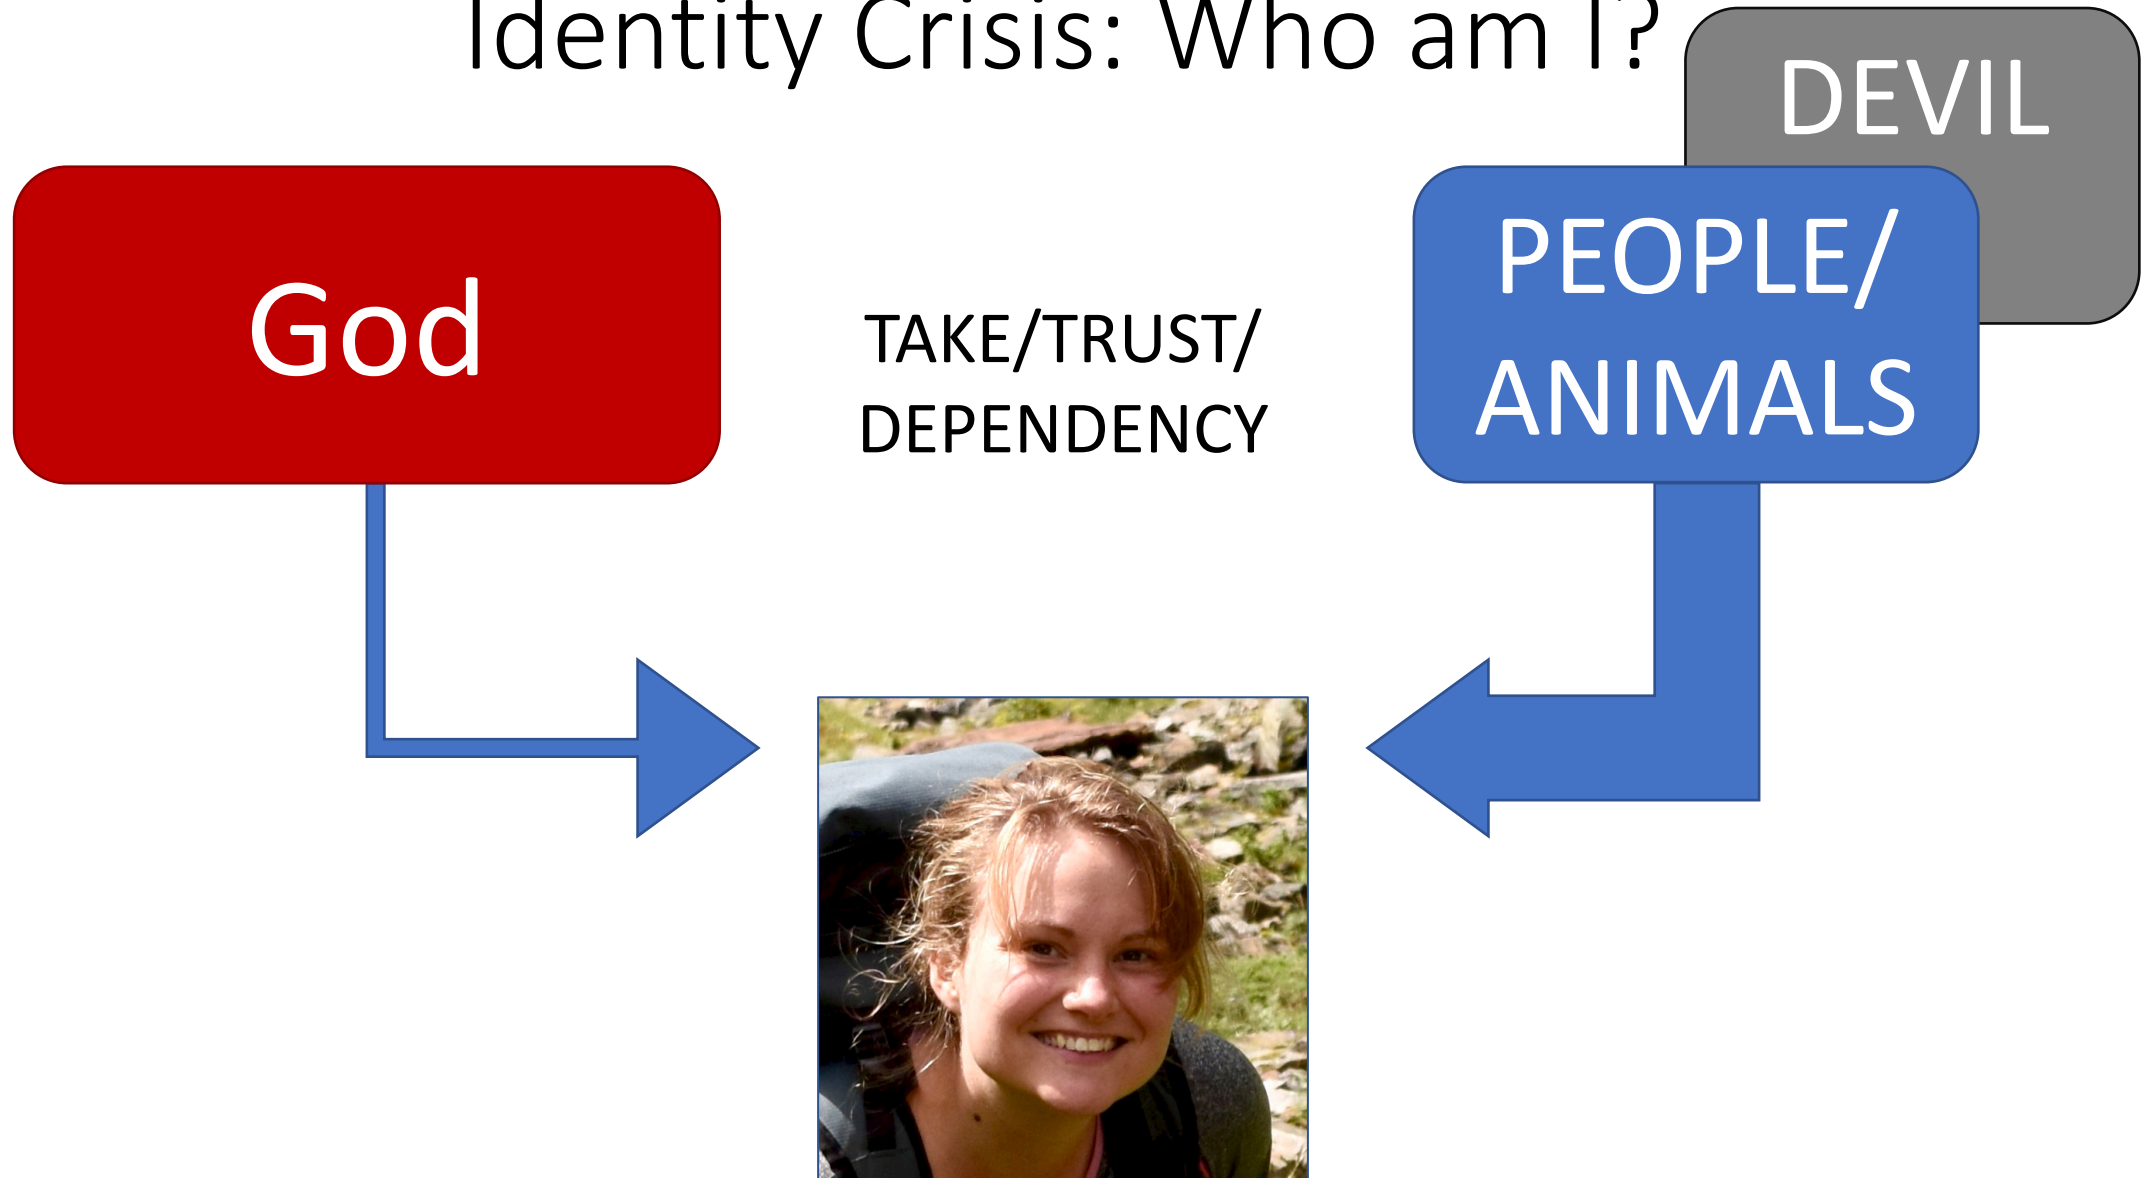 Identity Crisis: Who am I?
DEVIL
God
TAKE/TRUST/
DEPENDENCY
PEOPLE/
ANIMALS